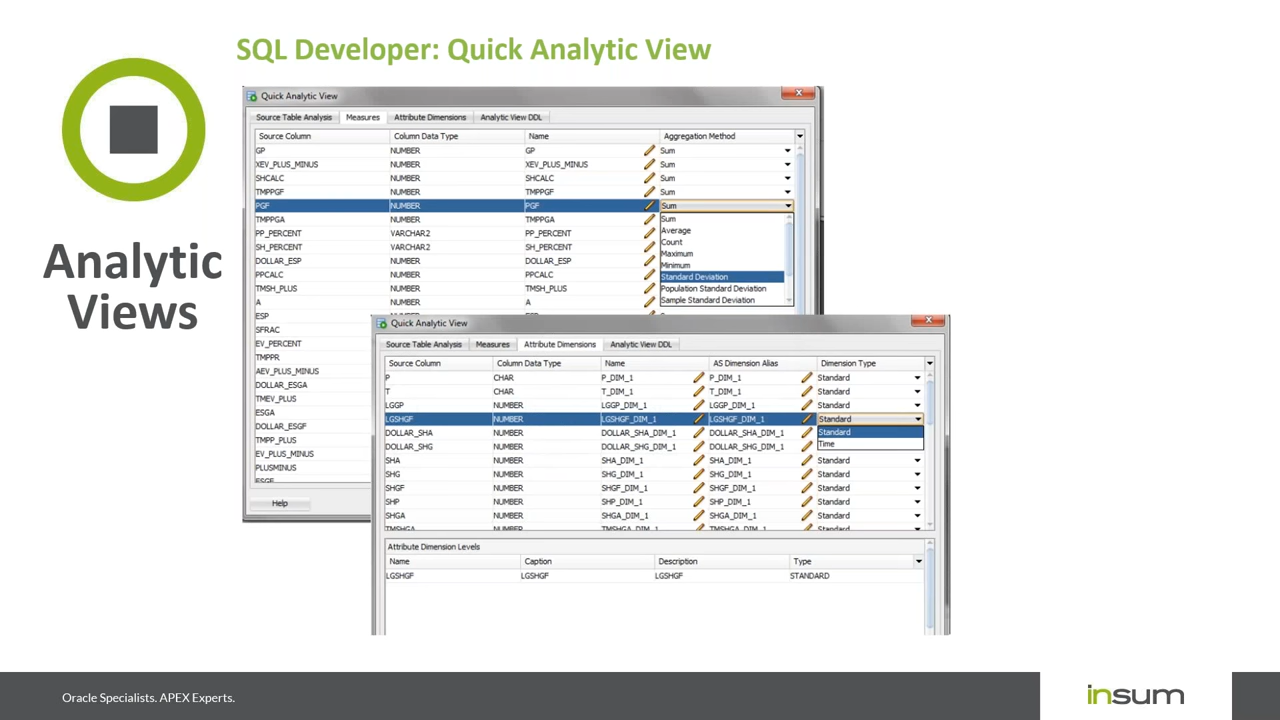 SQL Developer: Quick Analytic View
Analytic
Views
Quick Analytic View
Source Table Analysis Measures Attribute Dimensions Analytic View DDL
Source Column Column Data Type Name Aggregation Method
GP NUMBER GP Sum
XEV_PLUS_MINUS NUMBER XEV_PLUS_MINUS Sum
SHCALC NUMBER SHCALC Sum
TMPPGF NUMBER TMPPGF Sum
PGF NUMBER PGF Sum
TMPPGA NUMBER TMPPGA Sum
PP_PERCENT VARCHAR2 PP_PERCENT Average
SH_PERCENT VARCHAR2 SH_PERCENT Count
DOLLAR_ESP NUMBER DOLLAR_ESP Maximum
PPCALC NUMBER PPCALC Minimum
TMSH_PLUS NUMBER TMSH_PLUS Standard Deviation
A NUMBER A Population Standard Deviation
Sample Standard Deviation
ESP
SFRAC
EV_PERCENT
TMPPR
AEV_PLUS_MINUS
DOLLAR_ESGA
TMEV_PLUS
ESGA
DOLLAR_ESGF
TMPP_PLUS
EV_PLUS_MINUS
PLUSMINUS
ESGF
Help
Quick Analytic View
Source Table Analysis Measures Attribute Dimensions Analytic View DDL
Source Column Column Data Type Name AS Dimension Alias Dimension Type
P CHAR P_DIM_1 P_DIM_1 Standard
T CHAR T_DIM_1 T_DIM_1 Standard
LGGP NUMBER LGGP_DIM_1 LGGP_DIM_1 Standard
LGSHGF NUMBER LGSHGF_DIM_1 LGSHGF_DIM_1 Standard
DOLLAR_SHA NUMBER DOLLAR_SHA_DIM_1 DOLLAR_SHA_DIM_1 Standard
DOLLAR_SHG NUMBER DOLLAR_SHG_DIM_1 DOLLAR_SHG_DIM_1 Time
SHA NUMBER SHA_DIM_1 SHA_DIM_1 Standard
SHG NUMBER SHG_DIM_1 SHG_DIM_1 Standard
SHGF NUMBER SHGF_DIM_1 SHGF_DIM_1 Standard
SHP NUMBER SHP_DIM_1 SHP_DIM_1 Standard
SHGA NUMBER SHGA_DIM_1 SHGA_DIM_1 Standard
TMSHGA NUMBER TMSHGA_DIM_1 TMSHGA_DIM_1 Standard
Attribute Dimension Levels
Name Caption Description Type
LGSHGF LGSHGF LGSHGF STANDARD
Oracle Specialists. APEX Experts.
insum